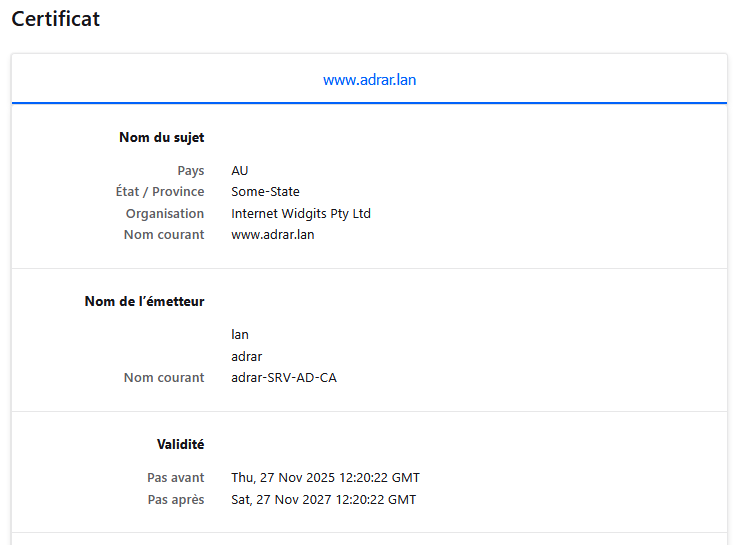 Certificat
www.adrar.lan
Nom du sujet
Pays AU
État / Province Some-State
Organisation Internet Widgits Pty Ltd
Nom courant www.adrar.lan
Nom de l’émetteur
lan
adrar
Nom courant adrar-SRV-AD-CA
Validité
Pas avant Thu, 27 Nov 2025 12:20:22 GMT
Pas après Sat, 27 Nov 2027 12:20:22 GMT